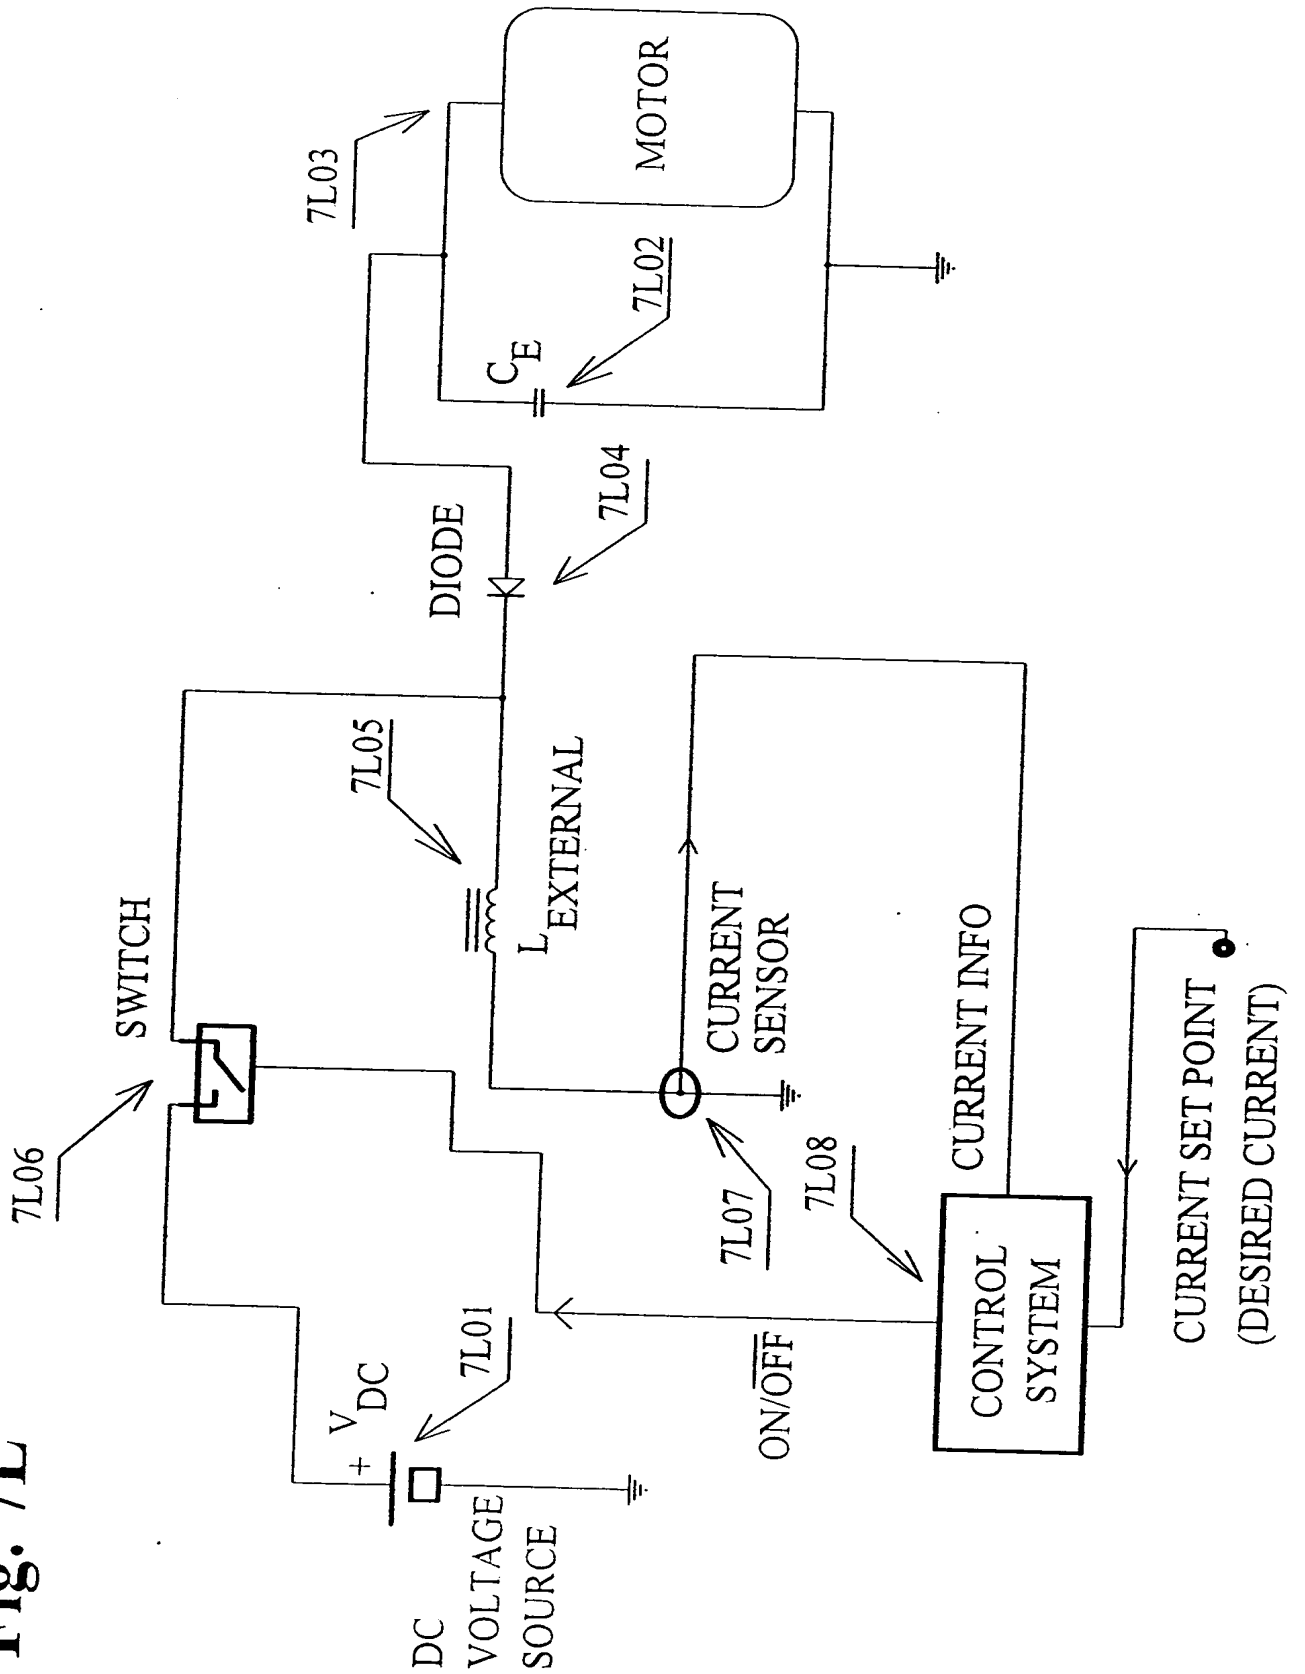 Fig. 7L
7L06
SWITCH
DC
VOLTAGE
SOURCE
+
V DC
7L01
7L05
L EXTERNAL
DIODE
7L04
7L03
C E
7L02
MOTOR
CURRENT
SENSOR
7L07
7L08
ON/OFF
CONTROL
SYSTEM
CURRENT INFO
CURRENT SET POINT
(DESIRED CURRENT)